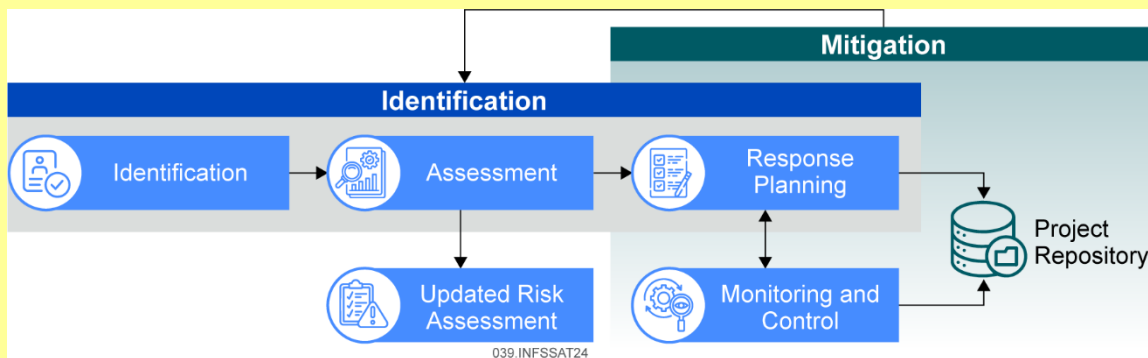 Mitigation
Identification
Identification
Assessment
Response
Planning
Project
Repository
Updated Risk
Assessment
Monitoring and
Control
039.INFSSAT24